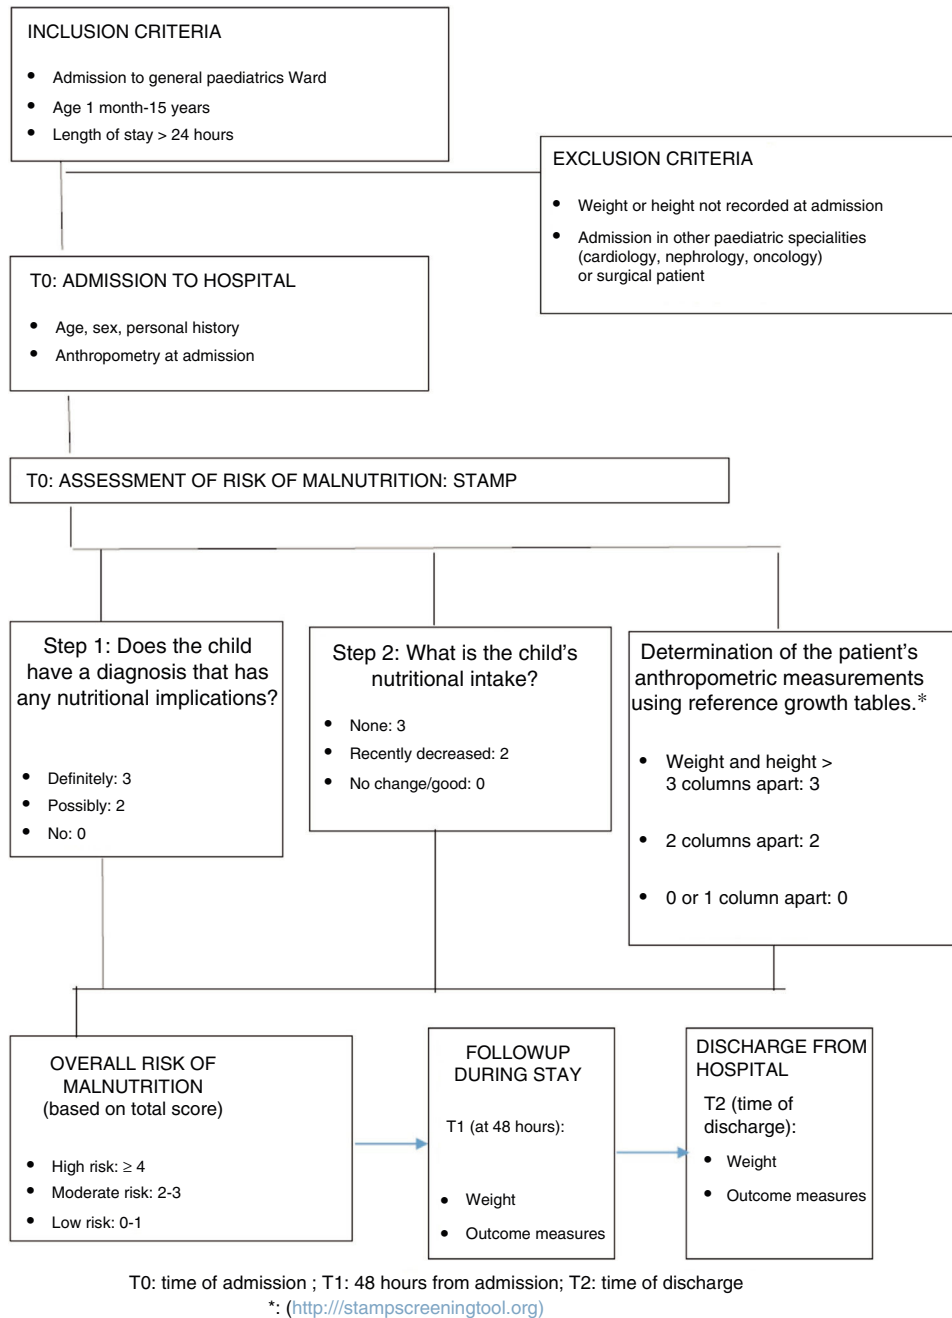 INCLUSION CRITERIA
• Admission to general paediatrics Ward
• Age 1 month-15 years
• Length of stay > 24 hours
EXCLUSION CRITERIA
• Weight or height not recorded at admission
• Admission in other paediatric specialities
(cardiology, nephrology, oncology)
or surgical patient
T0: ADMISSION TO HOSPITAL
• Age, sex, personal history
• Anthropometry at admission
T0: ASSESSMENT OF RISK OF MALNUTRITION: STAMP
Step 1: Does the child
have a diagnosis that has
any nutritional implications?
• Definitely: 3
• Possibly: 2
• No: 0
Step 2: What is the child's
nutritional intake?
• None: 3
• Recently decreased: 2
• No change/good: 0
Determination of the patient's
anthropometric measurements
using reference growth tables.*
• Weight and height >
3 columns apart: 3
• 2 columns apart: 2
• 0 or 1 column apart: 0
OVERALL RISK OF
MALNUTRITION
(based on total score)
• High risk: ≥ 4
• Moderate risk: 2-3
• Low risk: 0-1
FOLLOWUP
DURING STAY
T1 (at 48 hours):
• Weight
• Outcome measures
DISCHARGE FROM
HOSPITAL
T2 (time of
discharge):
• Weight
• Outcome measures
T0: time of admission ; T1: 48 hours from admission; T2: time of discharge
*: (http:///stampscreeningtool.org)